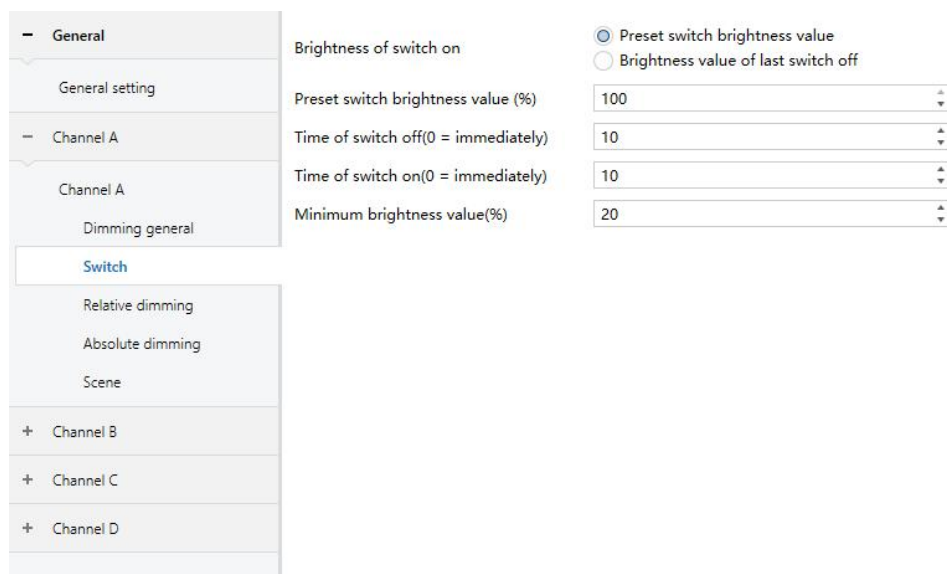 General
General setting
Channel A
Channel A
Dimming general
Switch
Relative dimming
Absolute dimming
Scene
Channel B
Channel C
Channel D
Brightness of switch on
Preset switch brightness value
Brightness value of last switch off
Preset switch brightness value (%)
100
Time of switch off(0 = immediately)
10
Time of switch on(0 = immediately)
10
Minimum brightness value(%)
20